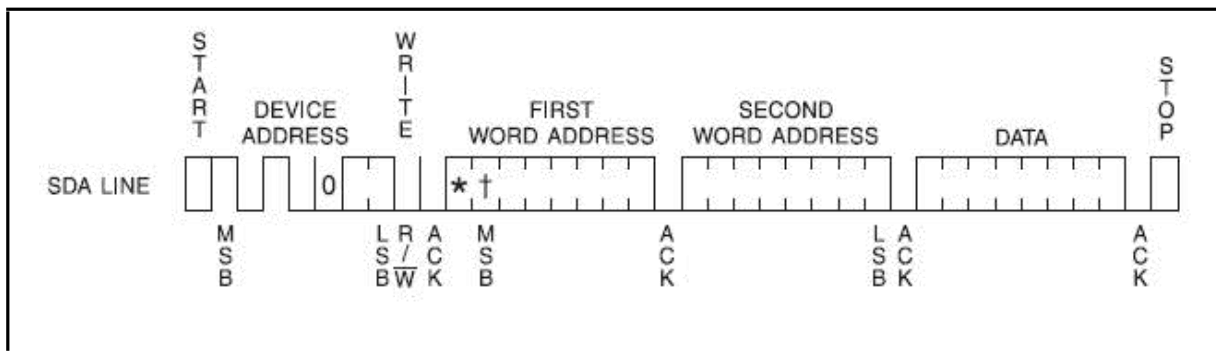 START
WRITE
STOP
DEVICE
ADDRESS
FIRST
WORD ADDRESS
SECOND
WORD ADDRESS
DATA
SDA LINE
0
* †
MSB
LSB
R/W̅
ACK
MSB
ACK
LSB
ACK
ACK